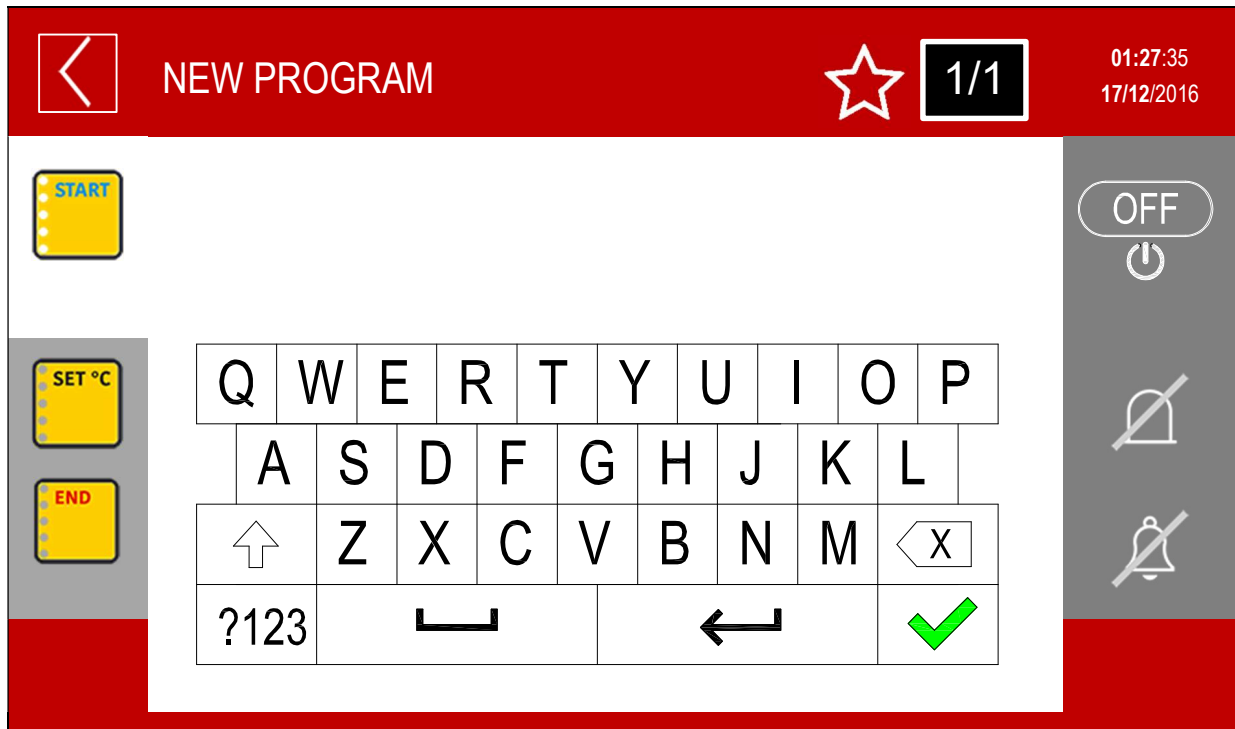 NEW PROGRAM
1/1
01:27:35
17/12/2016
START
OFF
SET °C
END
Q W E R T Y U I O P
A S D F G H J K L
Z X C V B N M X
?123